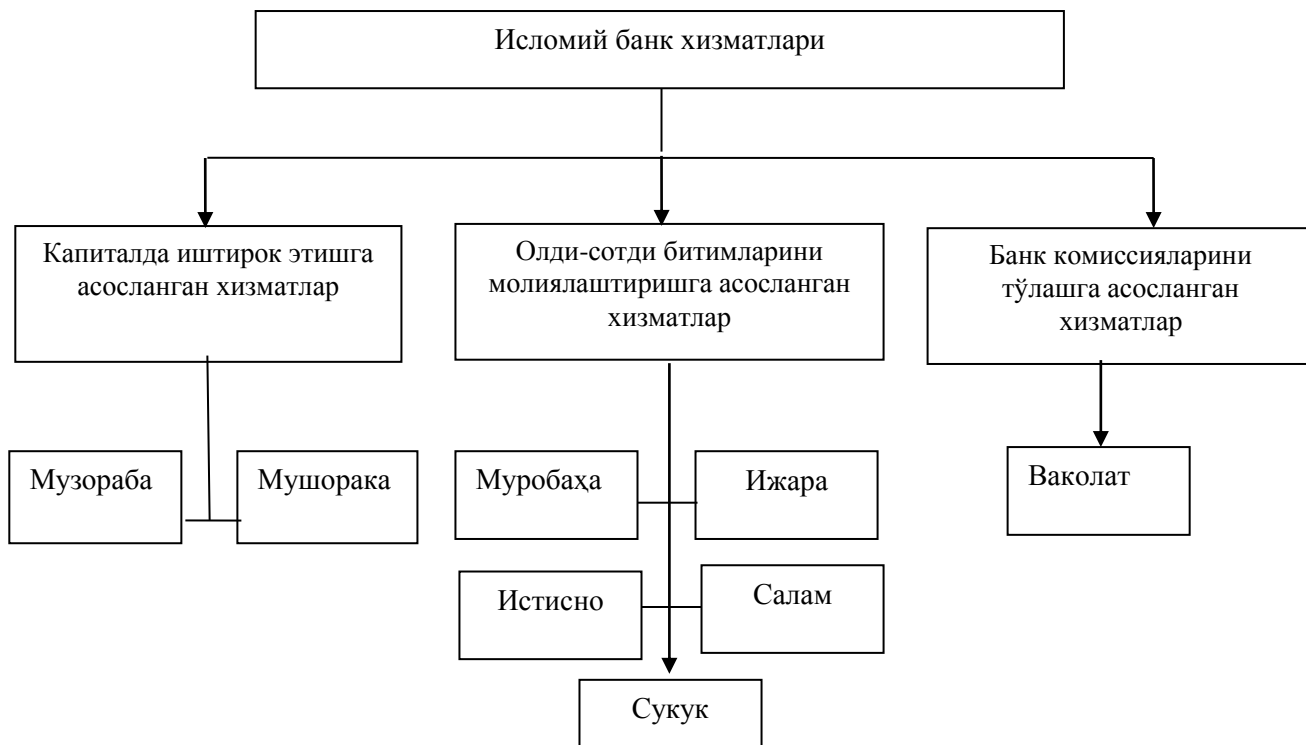 Исломий банк хизматлари
Капиталда иштирок этишга
асосланган хизматлар
Олди-сотди битимларини
молиялаштиришга асосланган
хизматлар
Банк комиссияларини
тўлашга асосланган
хизматлар
Музораба
Мушорака
Муробаҳа
Ижара
Ваколат
Истисно
Салам
Сукук